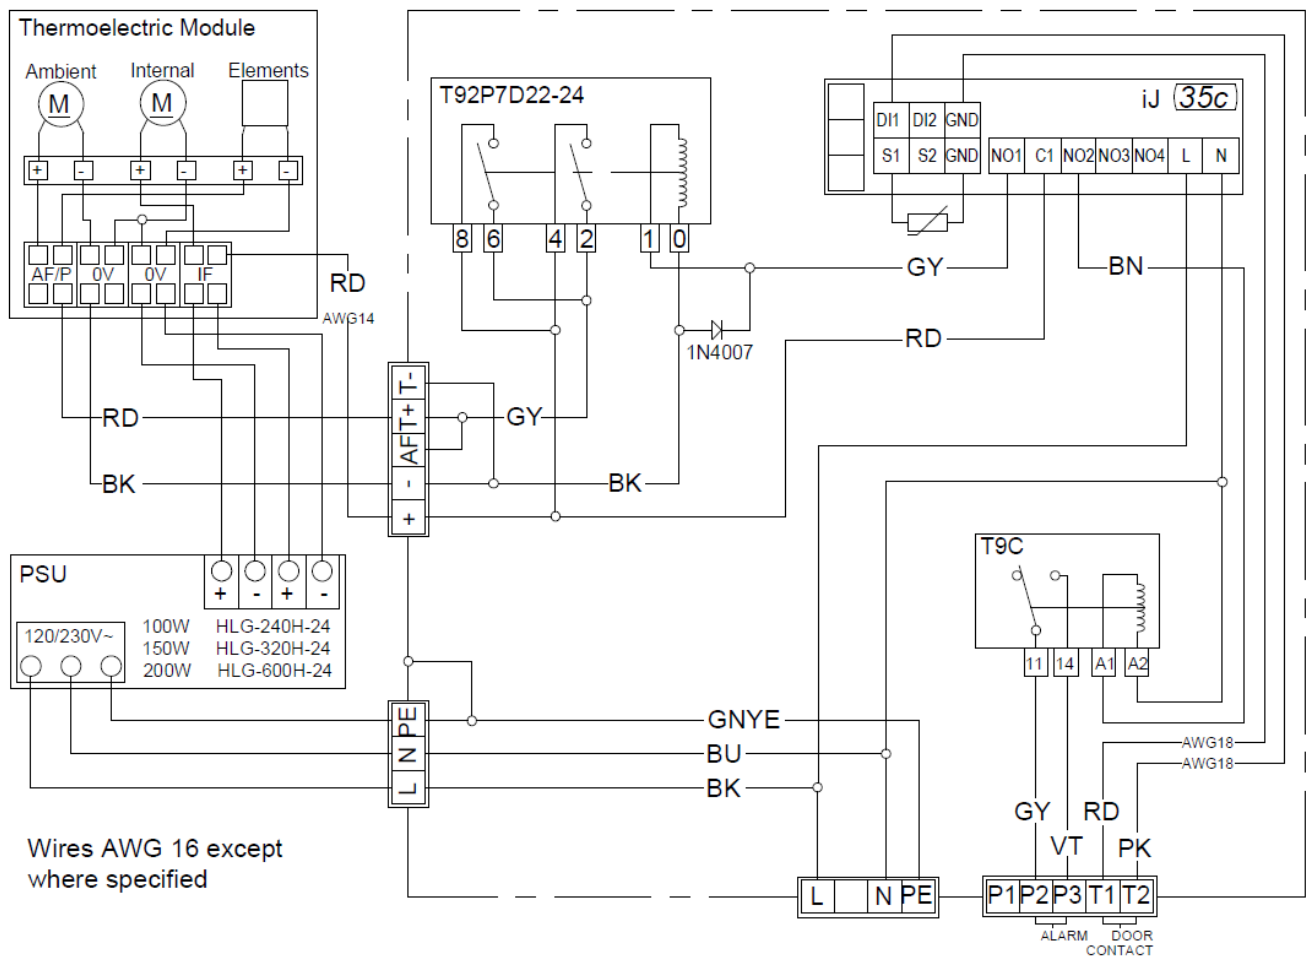 Thermoelectric Module
Ambient Internal Elements
M M
+ - + - + -
AF/P 0V 0V IF
RD
AWG14
T92P7D22-24
8 6 4 2 1 0
iJ 35c
DI1 DI2 GND
S1 S2 GND NO1 C1 NO2 NO3 NO4 L N
GY BN
1N4007
RD
T-
T+
AF
-
+
RD GY
BK BK
PSU
+ - + -
120/230V~
100W HLG-240H-24
150W HLG-320H-24
200W HLG-600H-24
T9C
11 14 A1 A2
PE
N
L
GNYE
BU
BK
AWG18
AWG18
GY RD
VT PK
Wires AWG 16 except
where specified
L N PE
P1 P2 P3 T1 T2
ALARM DOOR
CONTACT